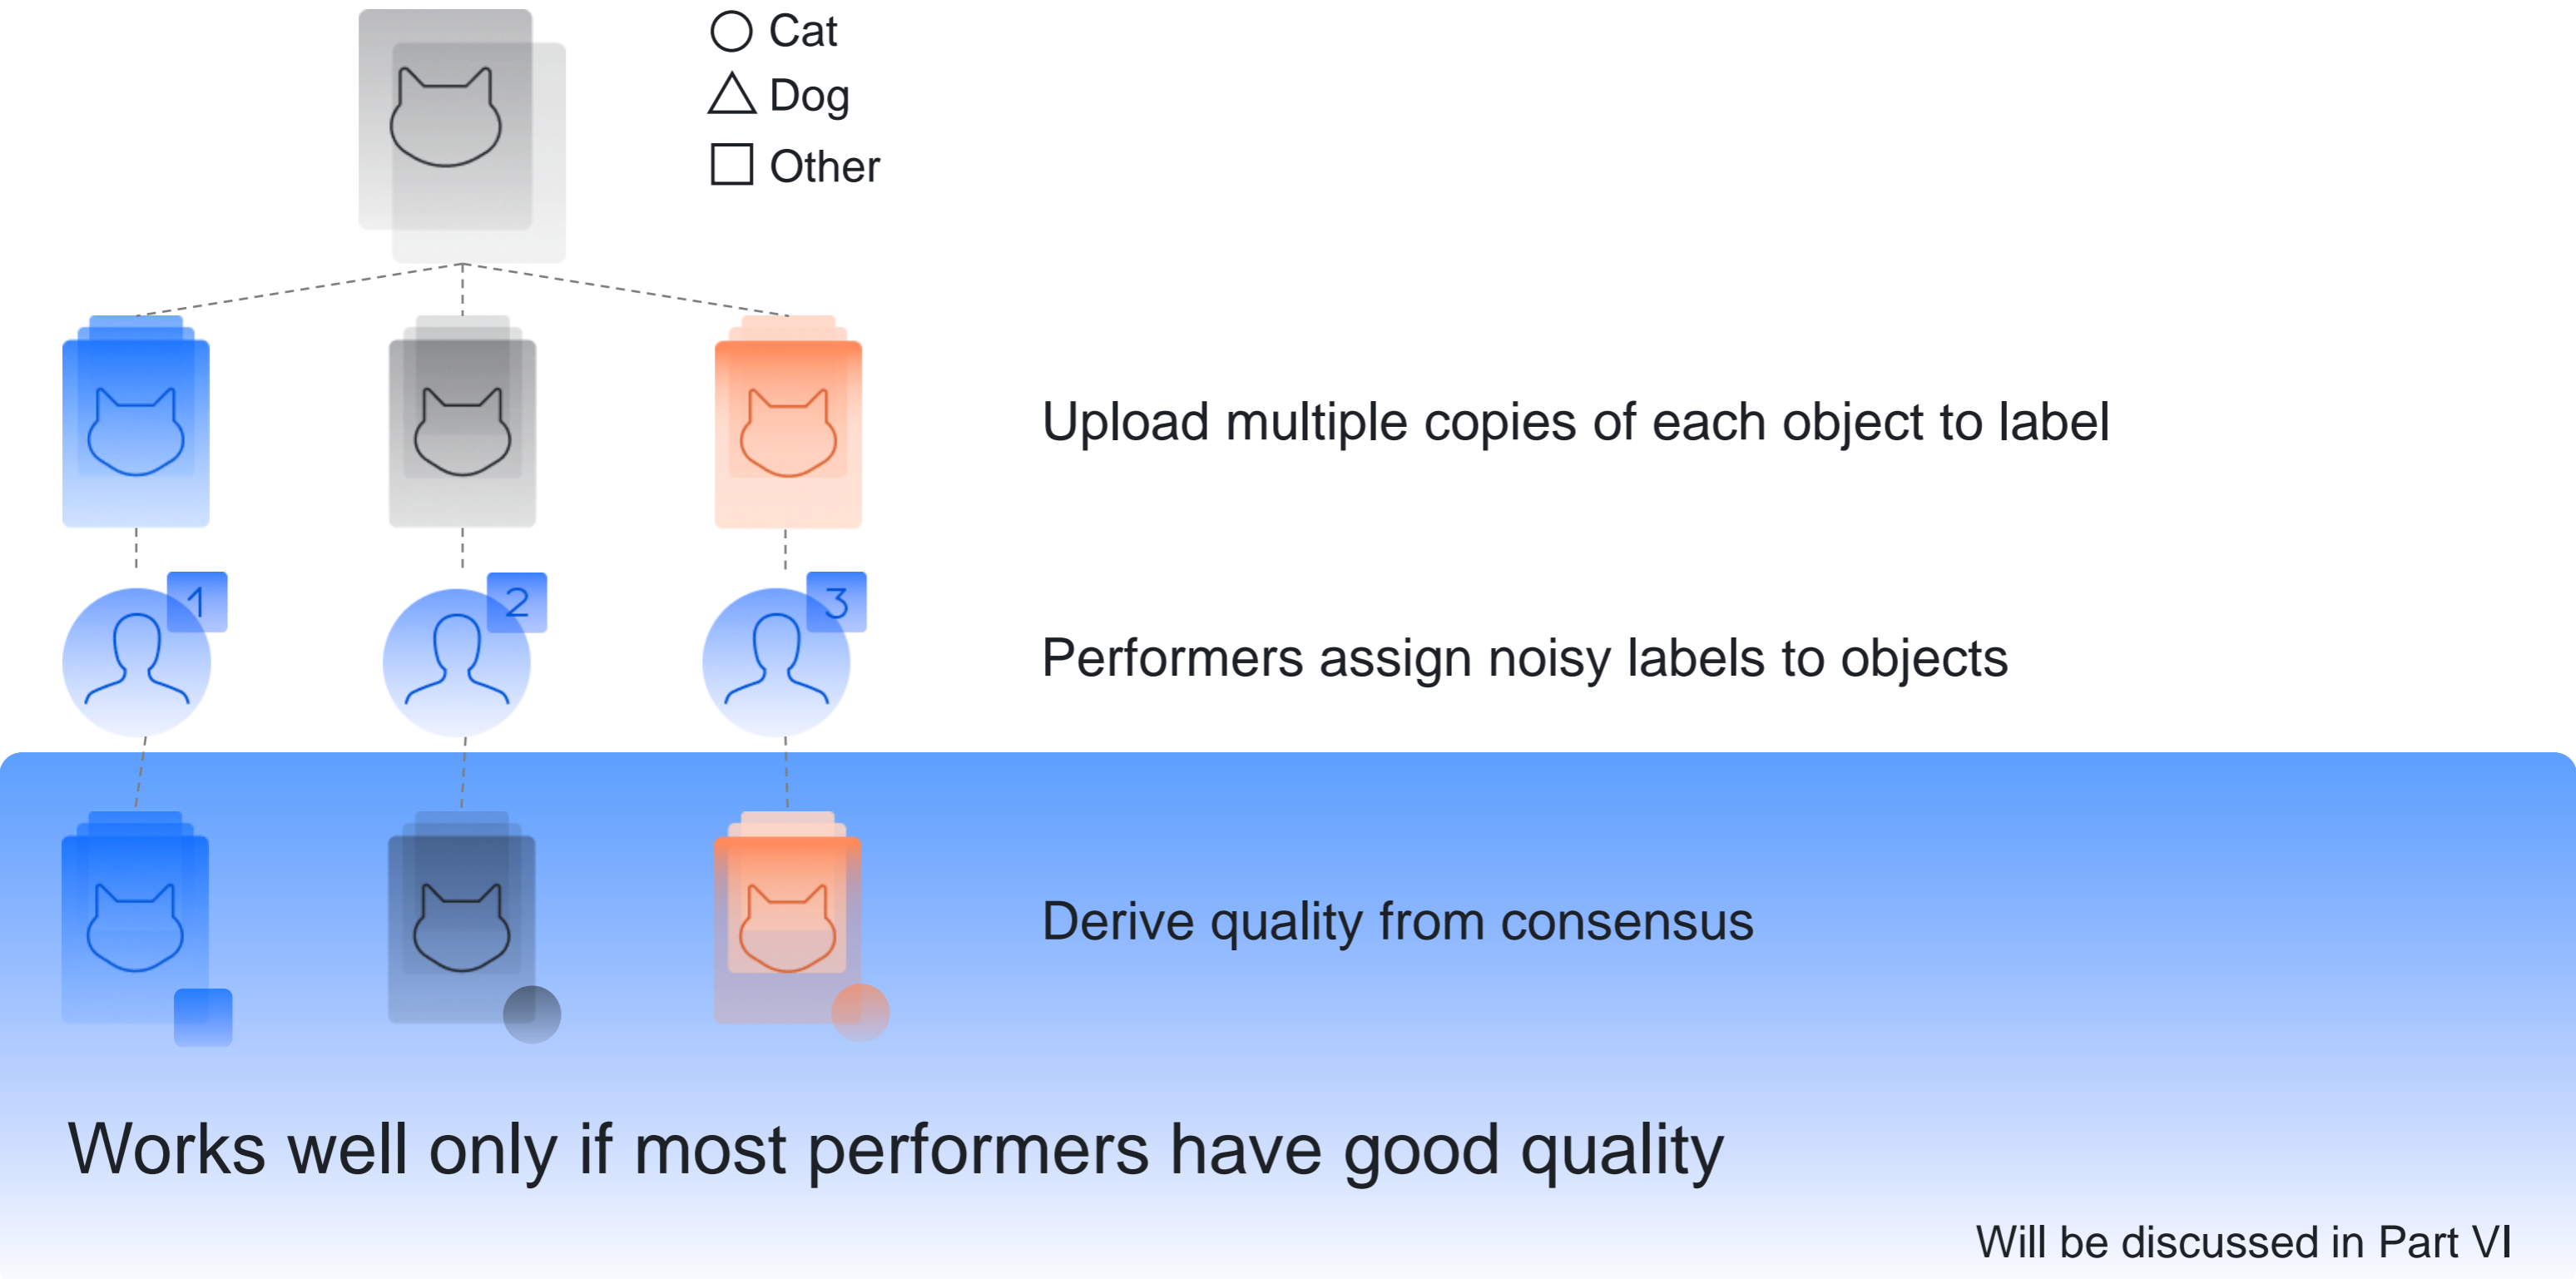 Cat
Dog
Other
Upload multiple copies of each object to label
1
2
3
Performers assign noisy labels to objects
Derive quality from consensus
Works well only if most performers have good quality
Will be discussed in Part VI